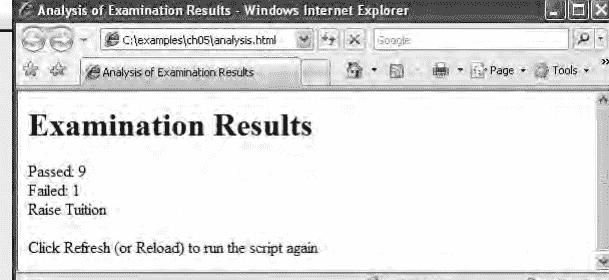 Analysis of Examination Results - Windows Internet Explorer
C:\examples\ch05\analysis.html
Google
Analysis of Examination Results
Page
Tools
»
Examination Results
Passed: 9
Failed: 1
Raise Tuition
Click Refresh (or Reload) to run the script again